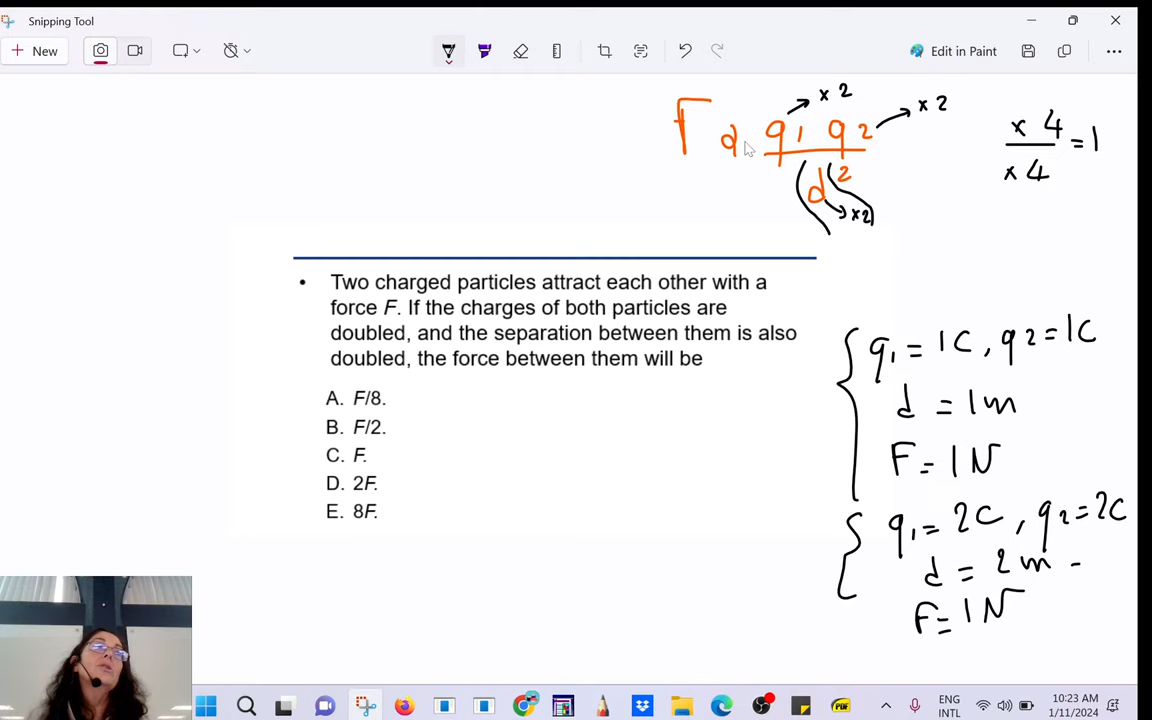 Snipping Tool
New
Edit in Paint
x 2
x 2
F α q1 q2
d2
x2
x 4
x 4
= 1
• Two charged particles attract each other with a
force F. If the charges of both particles are
doubled, and the separation between them is also
doubled, the force between them will be
A. F/8.
B. F/2.
C. F.
D. 2F.
E. 8F.
q1 = 1C, q2 = 1C
d = 1m
F = 1N
q1 = 2C, q2 = 2C
d = 2m -
F = 1N
PDF
ENG
INTL
10:23 AM
1/11/2024